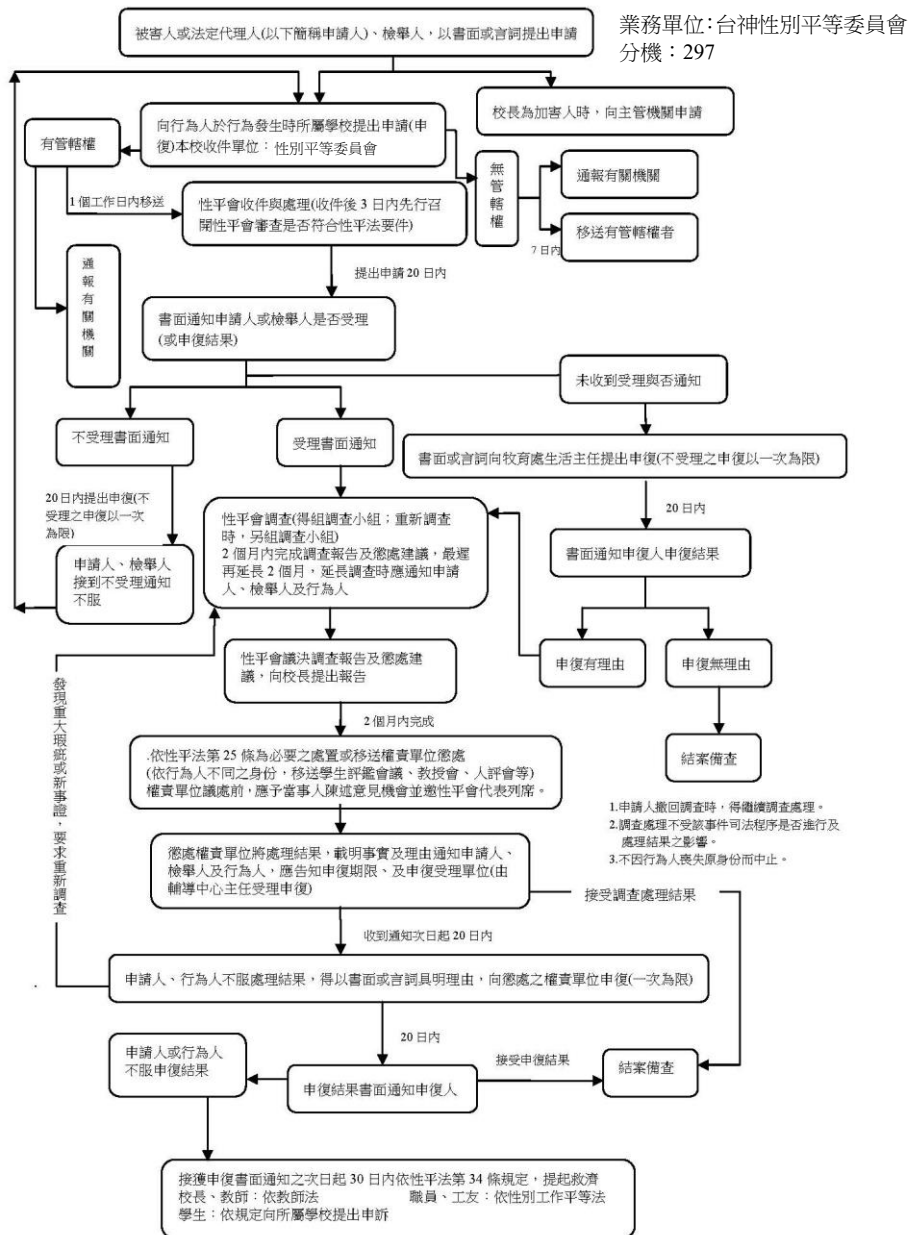 業務單位:台神性別平等委員會
分機：297
被害人或法定代理人(以下簡稱申請人)、檢舉人，以書面或言詞提出申請
校長為加害人時，向主管機關申請
向行為人於行為發生時所屬學校提出申請(申
復)本校收件單位：性別平等委員會
有管轄權
無管轄權
通報有關機關
移送有管轄權者
7日內
1個工作日內移送
性平會收件與處理(收件後3日內先行召
開性平會審查是否符合性平法要件)
通報有關機關
提出申請20日內
書面通知申請人或檢舉人是否受理
(或申復結果)
未收到受理與否通知
不受理書面通知
受理書面通知
書面或言詞向牧育處生活主任提出申復(不受理之申復以一次為限)
20日內提出申復(不
受理之申復以一次
為限)
20日內
性平會調查(得組調查小組；重新調查
時，另組調查小組)
2個月內完成調查報告及懲處建議，最遲
再延長2個月，延長調查時應通知申請
人、檢舉人及行為人
書面通知申復人申復結果
申請人、檢舉人
接到不受理通知
不服
申復有理由
申復無理由
性平會議決調查報告及懲處建
議，向校長提出報告
發現重大瑕疵或新事證，要求重新調查
2個月內完成
結案備查
.依性平法第25條為必要之處置或移送權責單位懲處
(依行為人不同之身份，移送學生評鑑會議、教授會、人評會等)
權責單位議處前，應予當事人陳述意見機會並邀性平會代表列席。
1.申請人撤回調查時，得繼續調查處理。
2.調查處理不受該事件司法程序是否進行及
處理結果之影響。
3.不因行為人喪失原身份而中止。
懲處權責單位將處理結果，載明事實及理由通知申請人、
檢舉人及行為人，應告知申復期限、及申復受理單位(由
輔導中心主任受理申復)
接受調查處理結果
收到通知次日起20日內
申請人、行為人不服處理結果，得以書面或言詞具明理由，向懲處之權責單位申復(一次為限)
20日內
申請人或行為人
不服申復結果
接受申復結果
結案備查
申復結果書面通知申復人
接獲申復書面通知之次日起30日內依性平法第34條規定，提起救濟
校長、教師：依教師法 職員、工友：依性別工作平等法
學生：依規定向所屬學校提出申訴